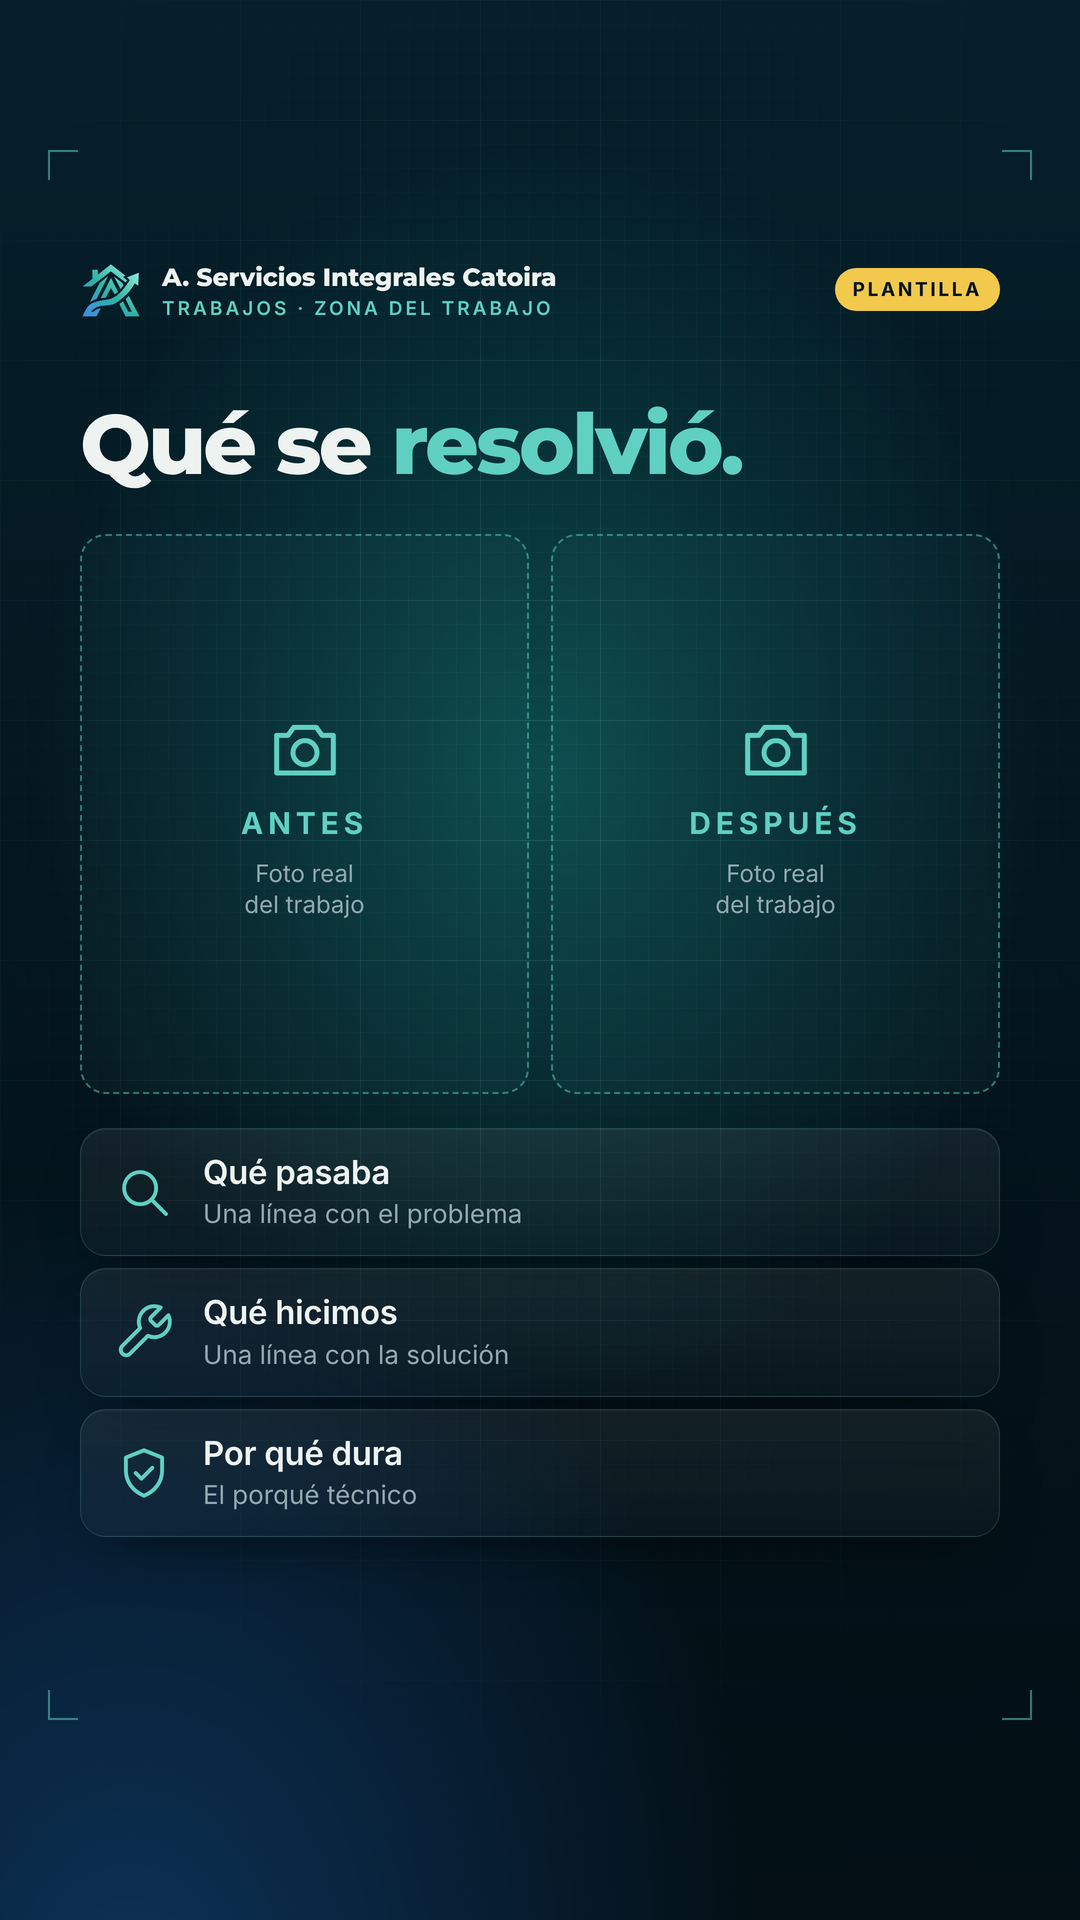 A. Servicios Integrales Catoira
TRABAJOS · ZONA DEL TRABAJO
PLANTILLA
Qué se resolvió.
ANTES
Foto real
del trabajo
DESPUÉS
Foto real
del trabajo
Qué pasaba
Una línea con el problema
Qué hicimos
Una línea con la solución
Por qué dura
El porqué técnico